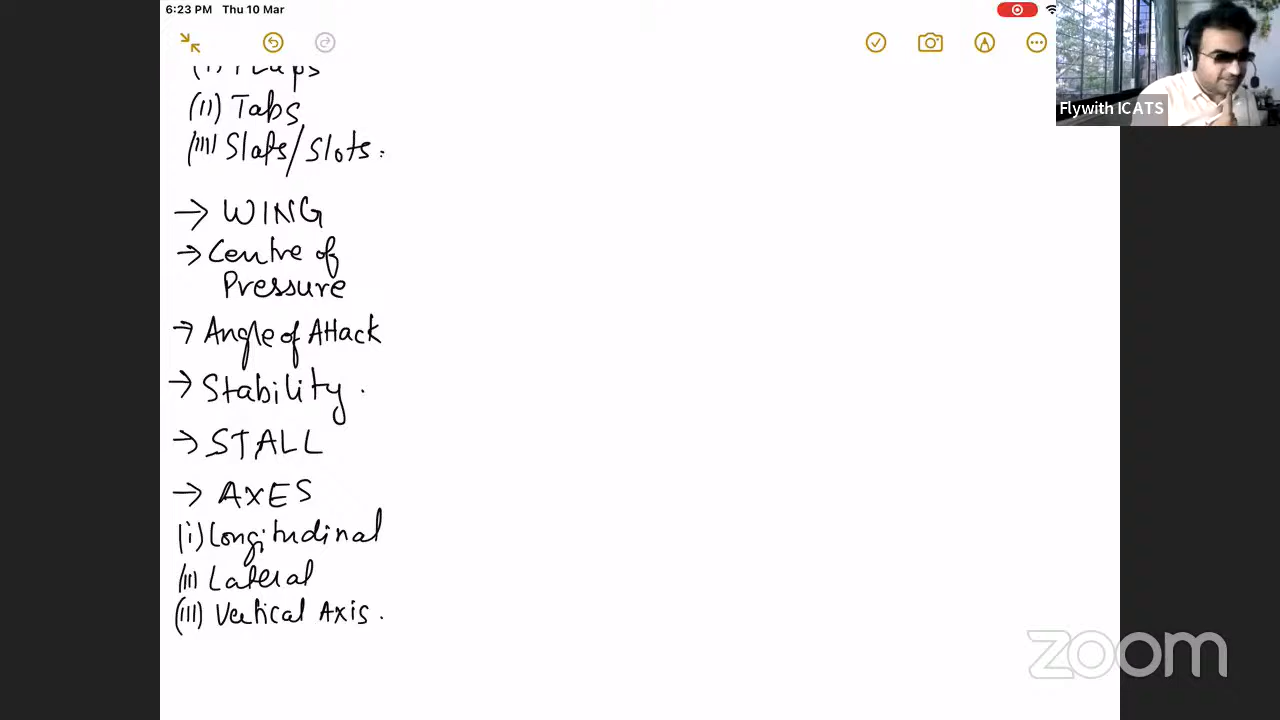 6:23 PM Thu 10 Mar
Flywith ICATS
(i) Flaps
(ii) Tabs
(iii) Slats/Slots.
→ WING
→ Centre of
Pressure
→ Angle of Attack
→ Stability.
→ STALL
→ AXES
(i) Longitudinal
(ii) Lateral
(iii) Vertical Axis.
zoom